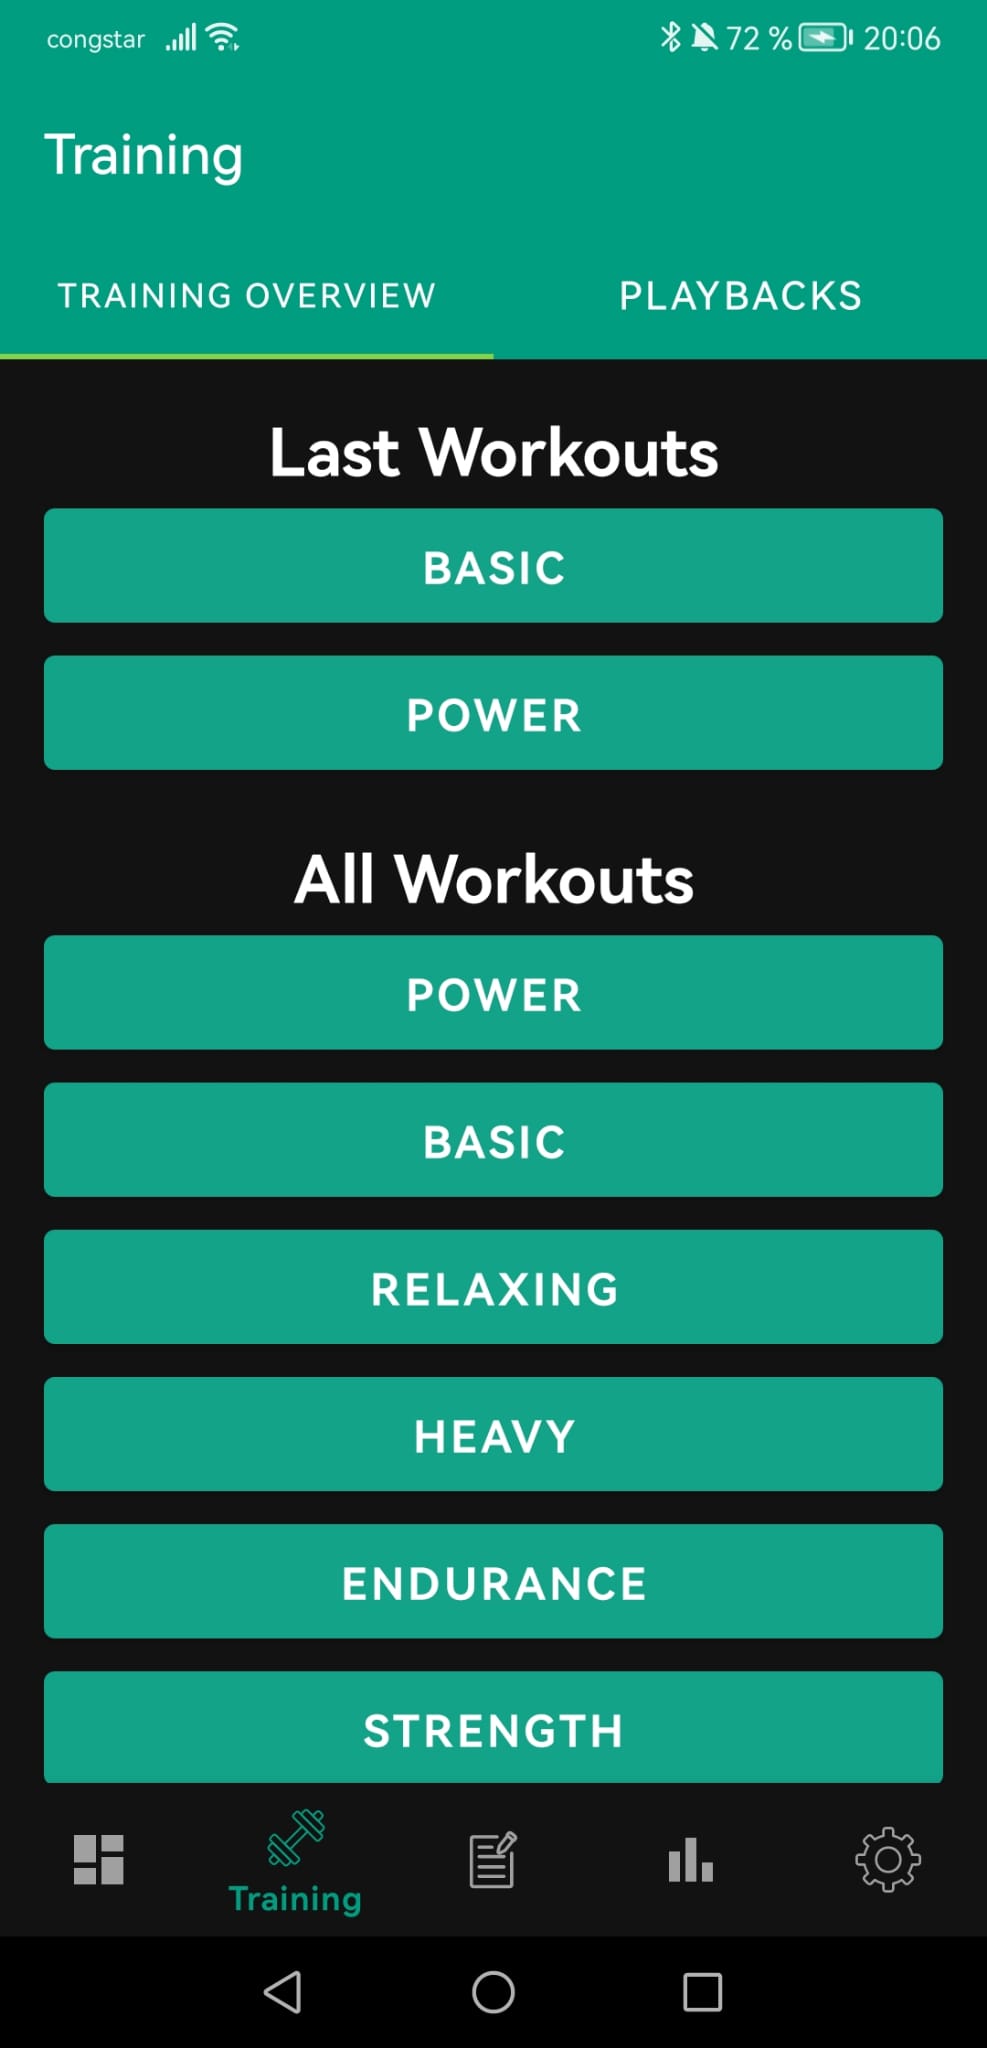 congstar 72 % 20:06
Training
TRAINING OVERVIEW PLAYBACKS
Last Workouts
BASIC
POWER
All Workouts
POWER
BASIC
RELAXING
HEAVY
ENDURANCE
STRENGTH
Training